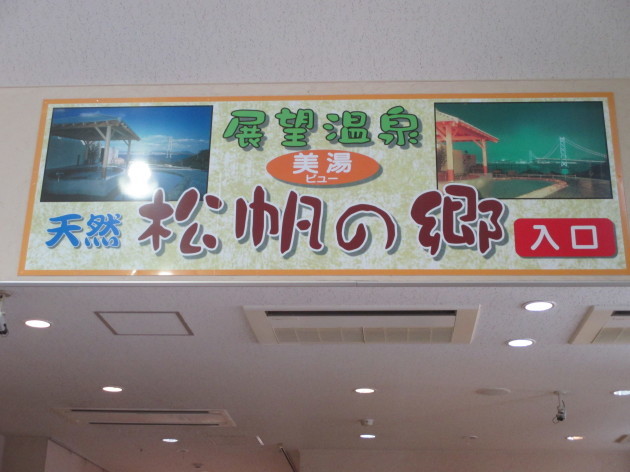 展望温泉
美湯
ビュー
天然 松帆の郷 入口